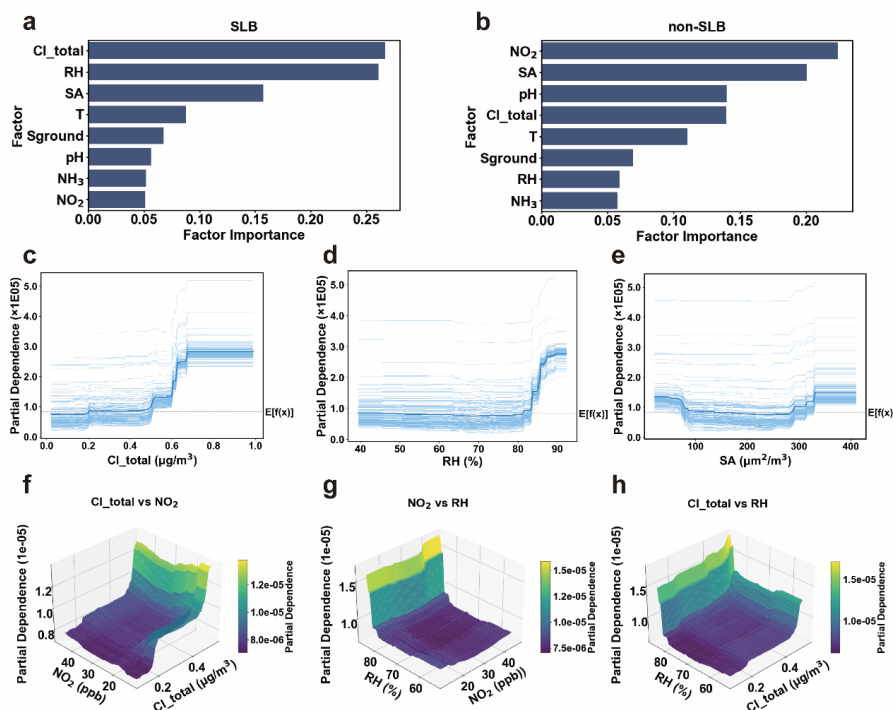 a
SLB
Cl_total
RH
SA
T
Sground
pH
NH₃
NO₂
Factor
0.00 0.05 0.10 0.15 0.20 0.25
Factor Importance
b
non-SLB
NO₂
SA
pH
Cl_total
T
Sground
RH
NH₃
Factor
0.00 0.05 0.10 0.15 0.20
Factor Importance
c
Partial Dependence (×1E05)
5.0
4.0
3.0
2.0
1.0
0.0
E[f(x)]
0.0 0.2 0.4 0.6 0.8 1.0
Cl_total (μg/m³)
d
Partial Dependence (×1E05)
5.0
4.0
3.0
2.0
1.0
0.0
E[f(x)]
40 50 60 70 80 90
RH (%)
e
Partial Dependence (×1E05)
5.0
4.0
3.0
2.0
1.0
0.0
E[f(x)
100 200 300 400
SA (μm²/m³)
f
Cl_total vs NO₂
Partial Dependence (1e-05)
1.2
1.0
0.8
40 30 20
NO₂ (ppb)
0.2 0.4
Cl_total (μg/m³)
1.2e-05
1.0e-05
8.0e-06
Partial Dependence
g
NO₂ vs RH
Partial Dependence (1e-05)
1.5
1.0
80 70 60
RH (%)
20 30 40
NO₂ (ppb))
1.5e-05
1.2e-05
1.0e-05
7.5e-06
Partial Dependence
h
Cl_total vs RH
Partial Dependence (1e-05)
1.5
1.0
80 70 60
RH (%)
0.2 0.4
Cl_total (μg/m³)
1.5e-05
1.0e-05
Partial Dependence